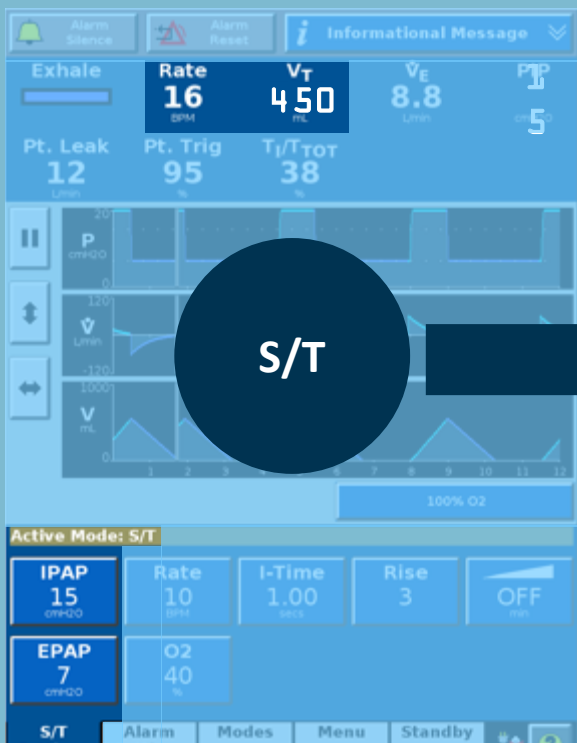 Alarm Silence
Alarm Reset
i Informational Message
Exhale
Rate
16
BPM
VT
450
mL
V̇E
8.8
L/min
PIP
15
cmH2O
Pt. Leak
12
L/min
Pt. Trig
95
%
TI/TTOT
38
%
20
P
cmH2O
0
120
V̇
L/min
-120
1000
V
mL
0
S/T
1 2 3 6 7 8 9 10 11 12
100% O2
Active Mode: S/T
IPAP
15
cmH2O
Rate
10
BPM
I-Time
1.00
secs
Rise
3
OFF
min
EPAP
7
cmH2O
O2
40
%
S/T Alarm Modes Menu Standby